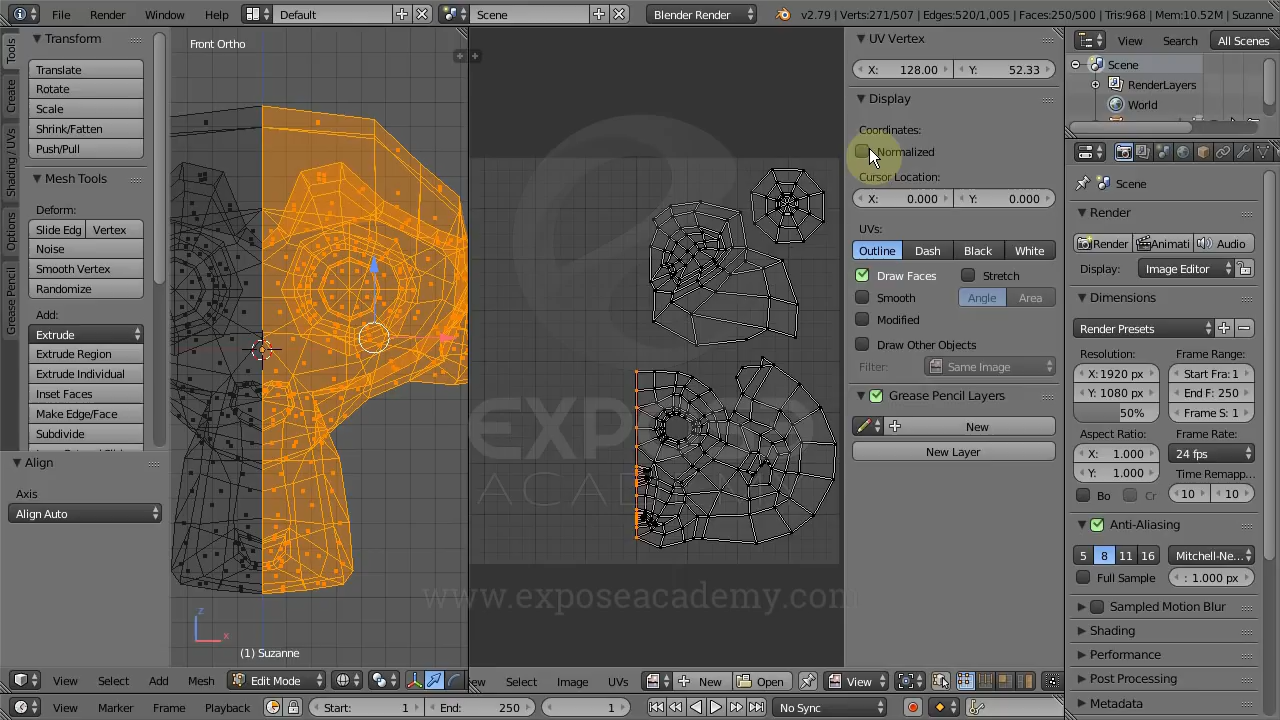 File Render Window Help Default Scene Blender Render v2.79 | Verts:271/507 | Edges:520/1,005 | Faces:250/500 | Tris:968 | Mem:10.52M | Suzanne
Tools
Create
Shading / UVs
Options
Grease Pencil
Transform
Translate
Rotate
Scale
Shrink/Fatten
Push/Pull
Mesh Tools
Deform:
Slide Edg Vertex
Noise
Smooth Vertex
Randomize
Add:
Extrude
Extrude Region
Extrude Individual
Inset Faces
Make Edge/Face
Subdivide
Align
Axis
Align Auto
Front Ortho
z
x
(1) Suzanne
ACADEMY
www.exposeacademy.com
UV Vertex
X: 128.00 Y: 52.33
Display
Coordinates:
Normalized
Cursor Location:
X: 0.000 Y: 0.000
UVs:
Outline Dash Black White
Draw Faces Stretch
Smooth Angle Area
Modified
Draw Other Objects
Filter: Same Image
Grease Pencil Layers
New
New Layer
View Search All Scenes
Scene
RenderLayers
World
Scene
Render
Render Animati Audio
Display: Image Editor
Dimensions
Render Presets
Resolution: Frame Range:
X: 1920 px Start Fra: 1
Y: 1080 px End F: 250
50% Frame S: 1
Aspect Ratio: Frame Rate:
X: 1.000 24 fps
Y: 1.000 Time Remapp...
Bo Cr 10 10
Anti-Aliasing
5 8 11 16 Mitchell-Ne...
Full Sample : 1.000 px
Sampled Motion Blur
Shading
Performance
Post Processing
Metadata
View Select Add Mesh Edit Mode
ew Select Image UVs New Open View
View Marker Frame Playback Start: 1 End: 250 1 No Sync